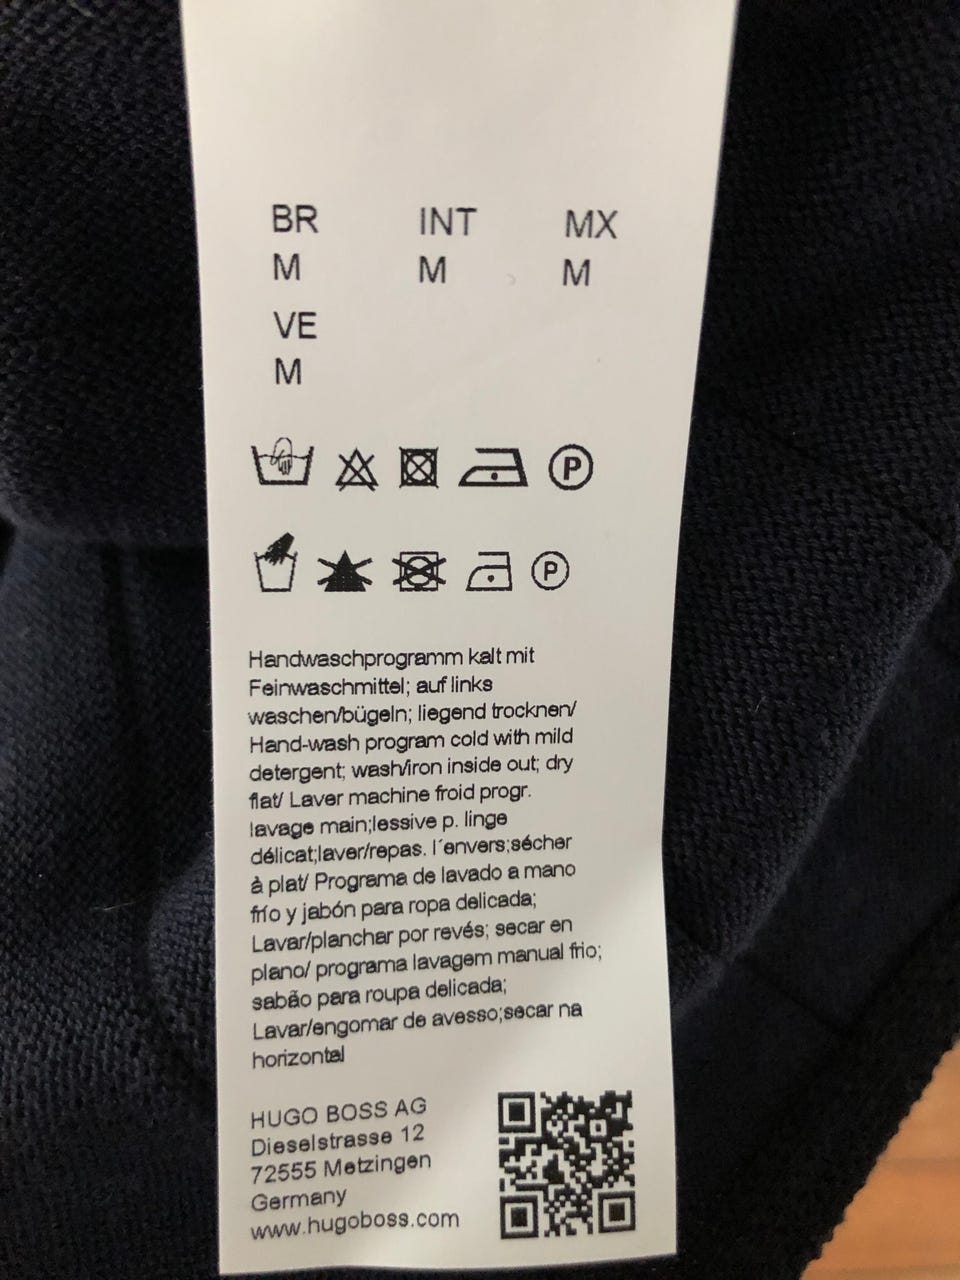 BR INT MX
M M M
VE
M
P
P
Handwaschprogramm kalt mit
Feinwaschmittel; auf links
waschen/bügeln; liegend trocknen/
Hand-wash program cold with mild
detergent; wash/iron inside out; dry
flat/ Laver machine froid progr.
lavage main;lessive p. linge
délicat;laver/repas. l´envers;sécher
à plat/ Programa de lavado a mano
frío y jabón para ropa delicada;
Lavar/planchar por revés; secar en
plano/ programa lavagem manual frio;
sabão para roupa delicada;
Lavar/engomar de avesso;secar na
horizontal
HUGO BOSS AG
Dieselstrasse 12
72555 Metzingen
Germany
www.hugoboss.com